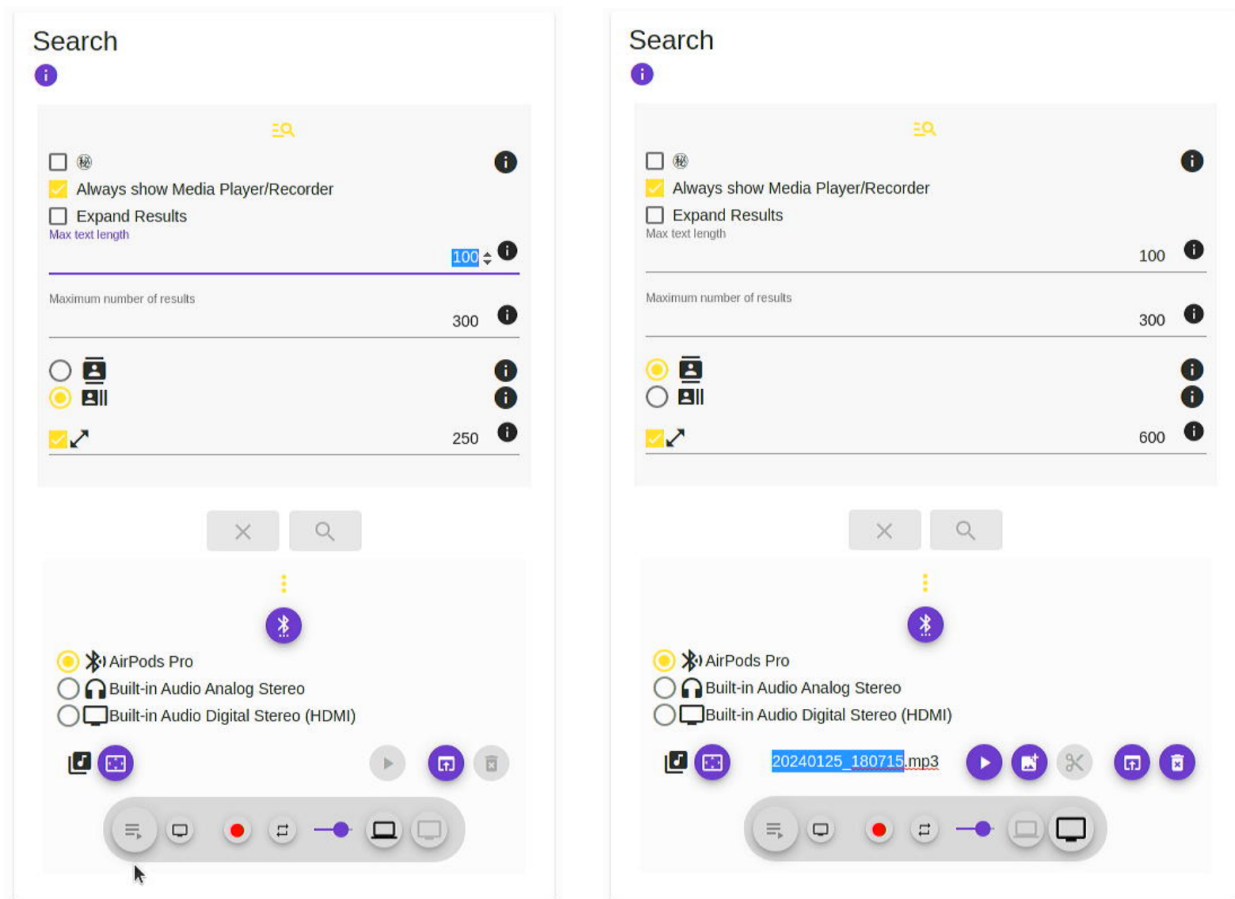 Search
㊙
Always show Media Player/Recorder
Expand Results
Max text length
100
Maximum number of results
300
250
AirPods Pro
Built-in Audio Analog Stereo
Built-in Audio Digital Stereo (HDMI)
Search
㊙
Always show Media Player/Recorder
Expand Results
Max text length
100
Maximum number of results
300
600
AirPods Pro
Built-in Audio Analog Stereo
Built-in Audio Digital Stereo (HDMI)
20240125_180715.mp3